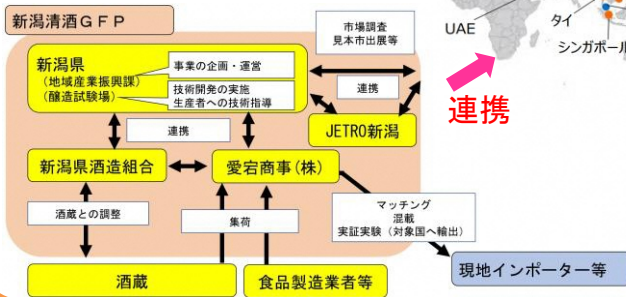 新潟清酒ＧＦＰ
新潟県
（地域産業振興課）
（醸造試験場）
事業の企画・運営
技術開発の実施
生産者への技術指導
市場調査
見本市出展等
連携
JETRO新潟
連携
新潟県酒造組合
愛宕商事(株)
酒蔵との調整
集荷
マッチング
混載
実証実験（対象国へ輸出）
酒蔵
食品製造業者等
現地インポーター等
UAE
タイ
シンガポール
連携